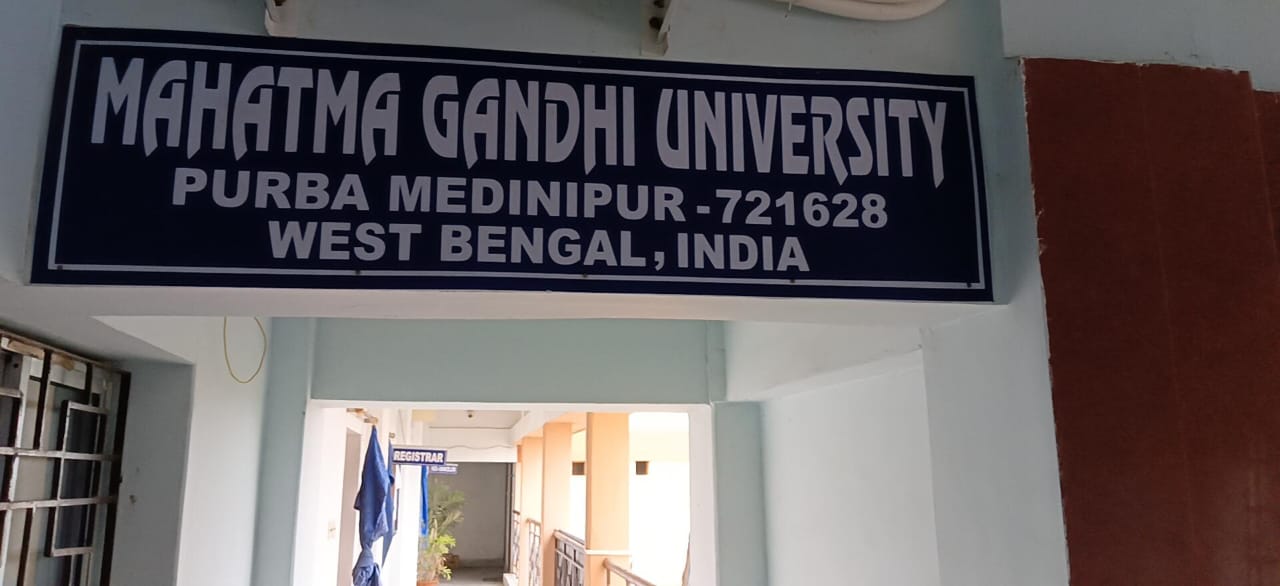 MAHATMA GANDHI UNIVERSITY
PURBA MEDINIPUR - 721628
WEST BENGAL, INDIA
REGISTRAR